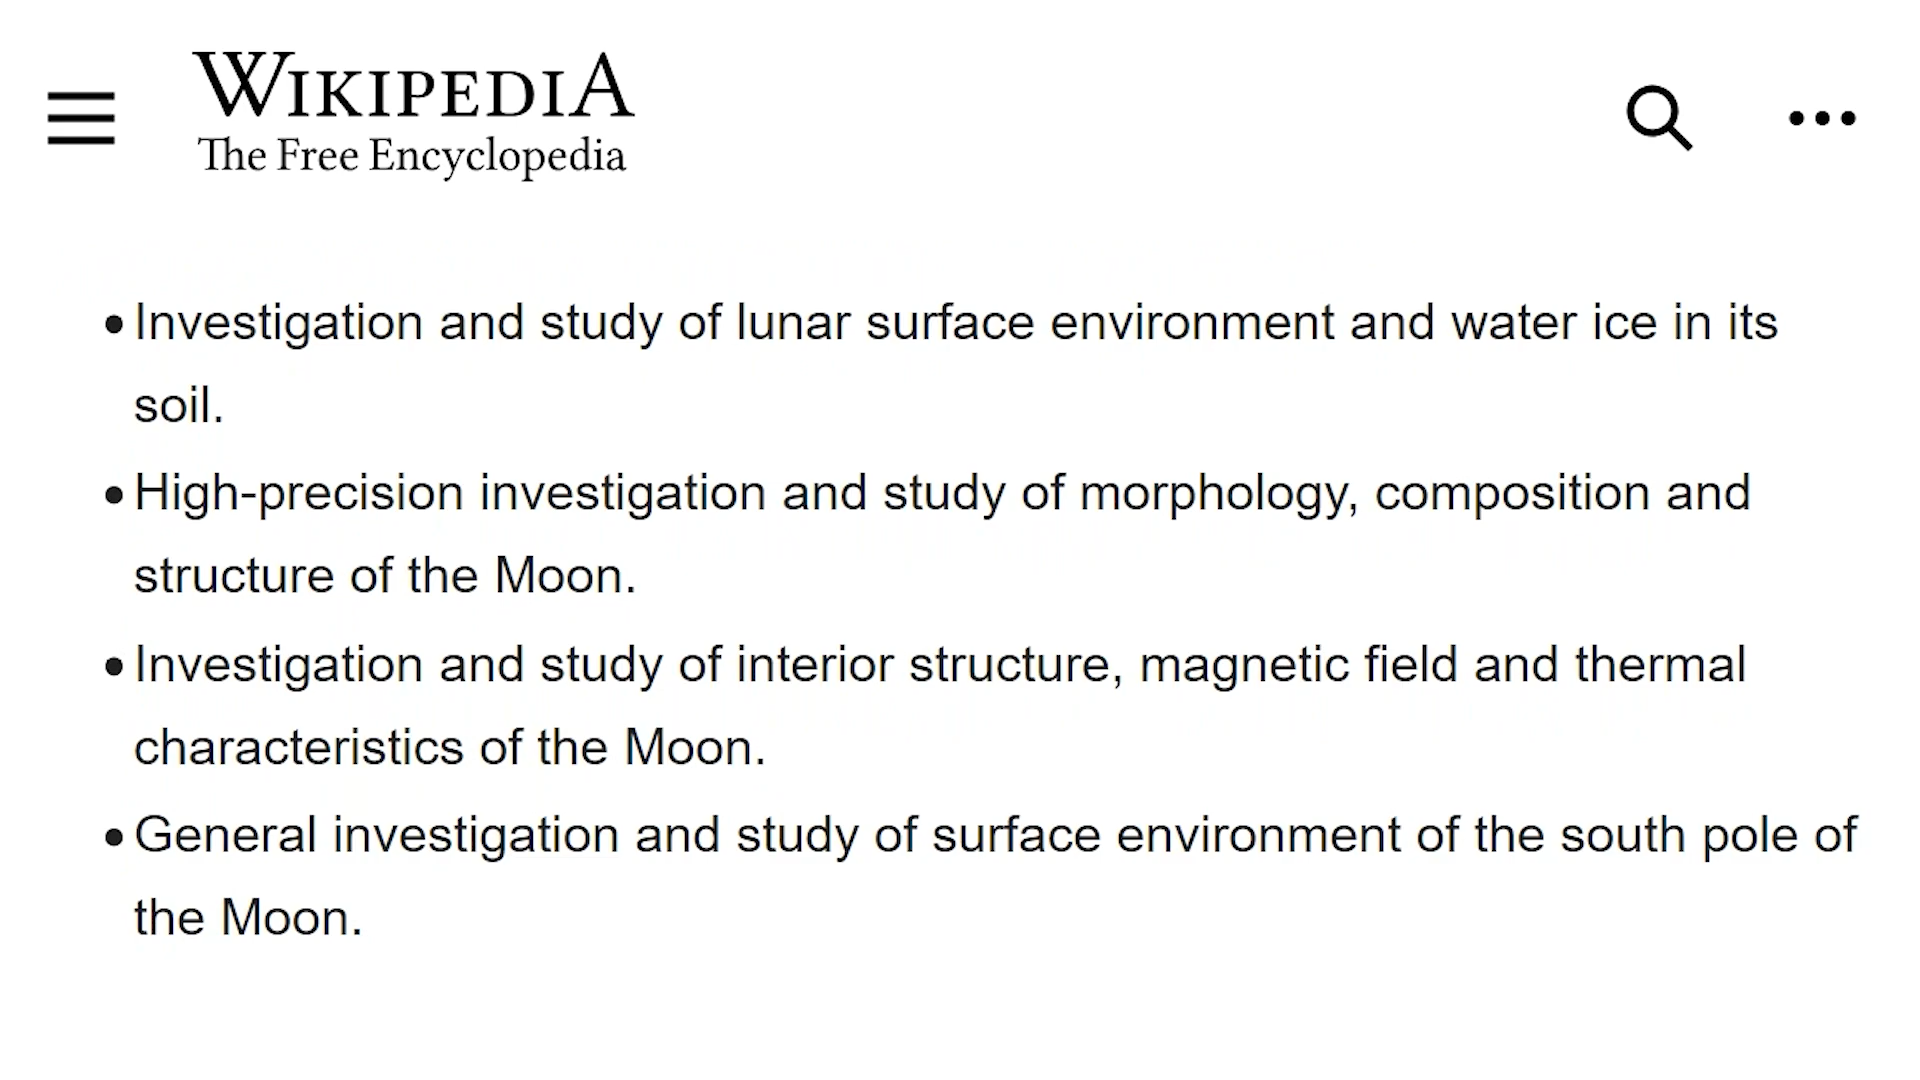 WIKIPEDIA
The Free Encyclopedia
• Investigation and study of lunar surface environment and water ice in its
soil.
• High-precision investigation and study of morphology, composition and
structure of the Moon.
• Investigation and study of interior structure, magnetic field and thermal
characteristics of the Moon.
• General investigation and study of surface environment of the south pole of
the Moon.